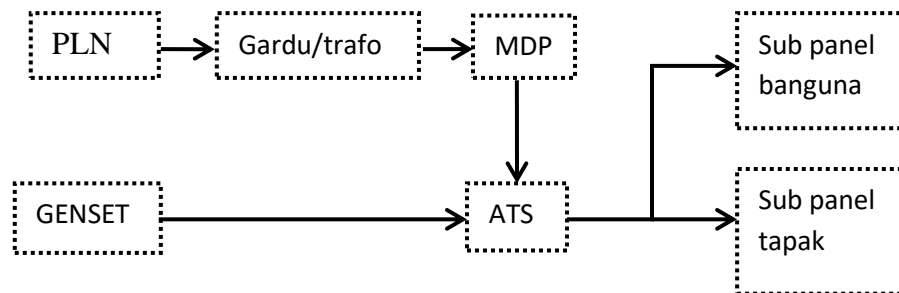 PLN
Gardu/trafo
MDP
Sub panel
banguna
GENSET
ATS
Sub panel
tapak